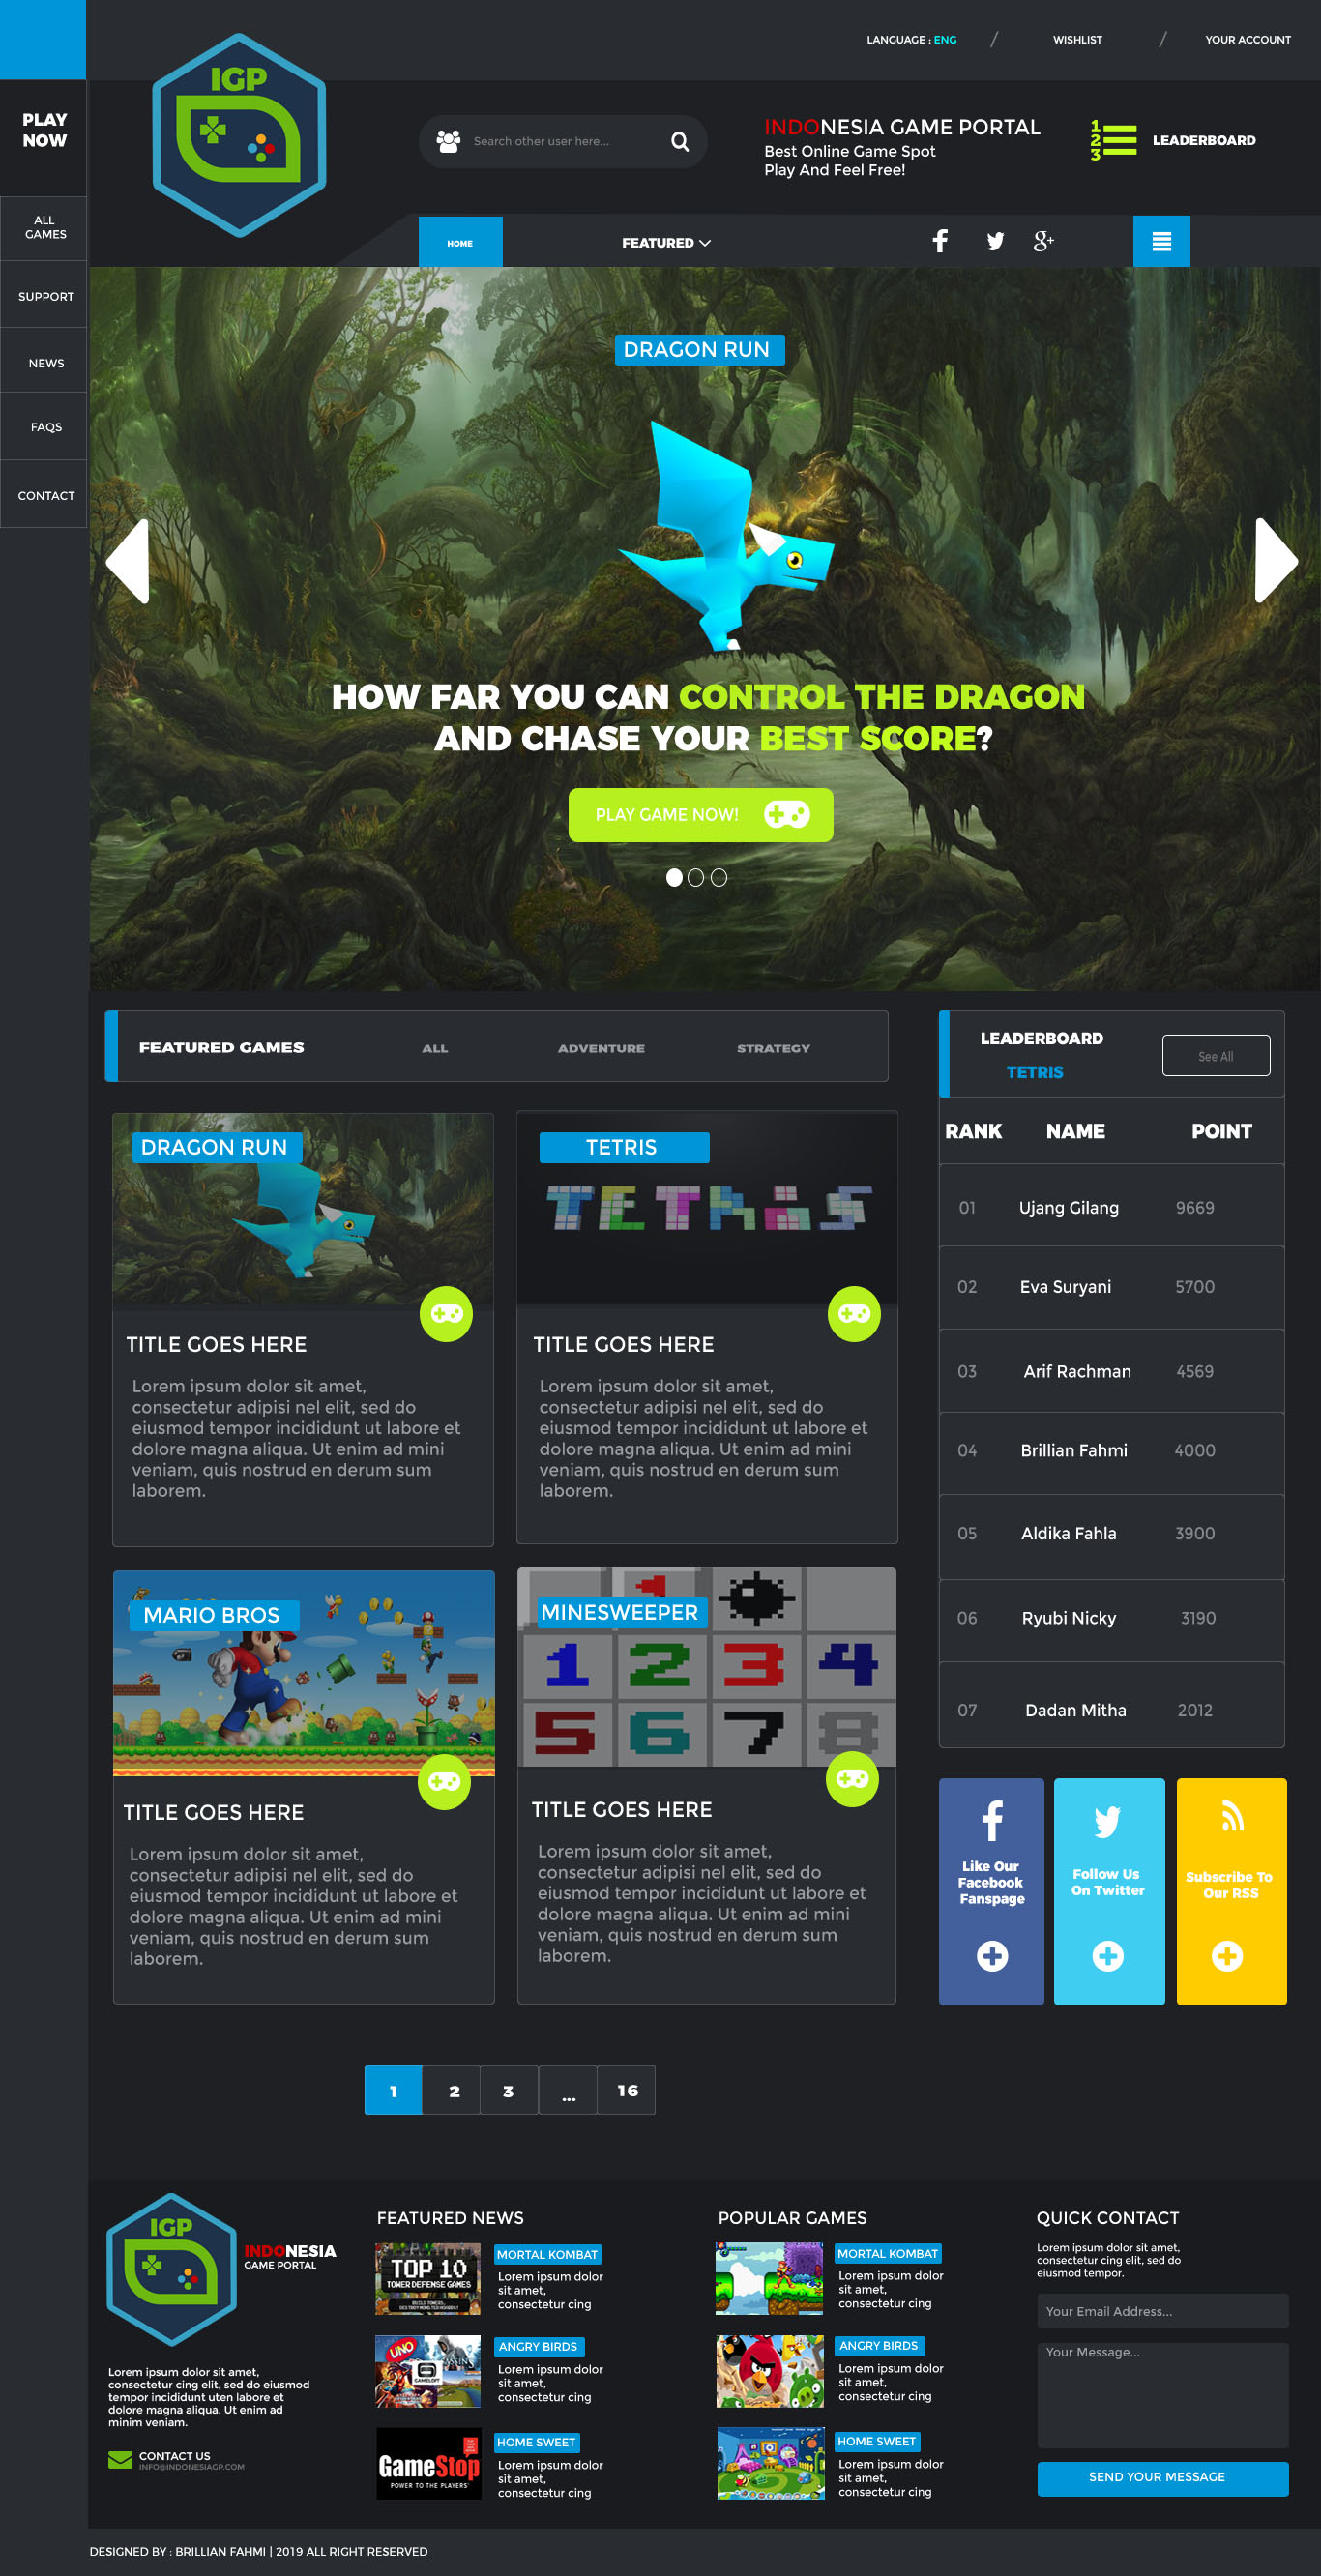 LANGUAGE : ENG / WISHLIST / YOUR ACCOUNT
PLAY
NOW
ALL
GAMES
SUPPORT
NEWS
FAQS
CONTACT
IGP
Search other user here...
INDONESIA GAME PORTAL
Best Online Game Spot
Play And Feel Free!
1
2
3
LEADERBOARD
HOME
FEATURED
DRAGON RUN
HOW FAR YOU CAN CONTROL THE DRAGON
AND CHASE YOUR BEST SCORE?
PLAY GAME NOW!
FEATURED GAMES ALL ADVENTURE STRATEGY
DRAGON RUN
TITLE GOES HERE
Lorem ipsum dolor sit amet,
consectetur adipisi nel elit, sed do
eiusmod tempor incididunt ut labore et
dolore magna aliqua. Ut enim ad mini
veniam, quis nostrud en derum sum
laborem.
TETRIS
TETRIS
TITLE GOES HERE
Lorem ipsum dolor sit amet,
consectetur adipisi nel elit, sed do
eiusmod tempor incididunt ut labore et
dolore magna aliqua. Ut enim ad mini
veniam, quis nostrud en derum sum
laborem.
MARIO BROS
TITLE GOES HERE
Lorem ipsum dolor sit amet,
consectetur adipisi nel elit, sed do
eiusmod tempor incididunt ut labore et
dolore magna aliqua. Ut enim ad mini
veniam, quis nostrud en derum sum
laborem.
MINESWEEPER
1 2 3 4
5 6 7 8
TITLE GOES HERE
Lorem ipsum dolor sit amet,
consectetur adipisi nel elit, sed do
eiusmod tempor incididunt ut labore et
dolore magna aliqua. Ut enim ad mini
veniam, quis nostrud en derum sum
laborem.
LEADERBOARD
TETRIS
See All
RANK NAME POINT
01 Ujang Gilang 9669
02 Eva Suryani 5700
03 Arif Rachman 4569
04 Brillian Fahmi 4000
05 Aldika Fahla 3900
06 Ryubi Nicky 3190
07 Dadan Mitha 2012
Like Our
Facebook
Fanspage
Follow Us
On Twitter
Subscribe To
Our RSS
1 2 3 ... 16
IGP
INDONESIA
GAME PORTAL
Lorem ipsum dolor sit amet,
consectetur cing elit, sed do eiusmod
tempor incididunt uten labore et
dolore magna aliqua. Ut enim ad
minim veniam.
CONTACT US
INFO@INDONESIAGP.COM
FEATURED NEWS
TOP 10
TOWER DEFENSE GAMES
MORTAL KOMBAT
Lorem ipsum dolor
sit amet,
consectetur cing
UNO
GAMELOFT
ANGRY BIRDS
Lorem ipsum dolor
sit amet,
consectetur cing
GameStop
POWER TO THE PLAYERS
HOME SWEET
Lorem ipsum dolor
sit amet,
consectetur cing
POPULAR GAMES
MORTAL KOMBAT
Lorem ipsum dolor
sit amet,
consectetur cing
ANGRY BIRDS
Lorem ipsum dolor
sit amet,
consectetur cing
HOME SWEET
Lorem ipsum dolor
sit amet,
consectetur cing
QUICK CONTACT
Lorem ipsum dolor sit amet,
consectetur cing elit, sed do
eiusmod tempor.
Your Email Address...
Your Message...
SEND YOUR MESSAGE
DESIGNED BY : BRILLIAN FAHMI | 2019 ALL RIGHT RESERVED